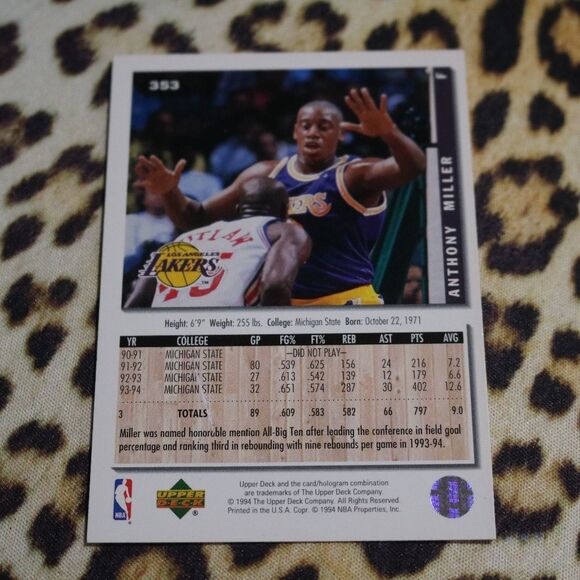 353
F
ANTHONY MILLER
LAKERS
LOS ANGELES
LAKERS
TM
Height: 6'9" Weight: 255 lbs. College: Michigan State Born: October 22, 1971
YR COLLEGE GP FG% FT% REB AST PTS AVG
90-91 MICHIGAN STATE —DID NOT PLAY—
91-92 MICHIGAN STATE 80 .539 .625 156 24 216 7.2
92-93 MICHIGAN STATE 27 .613 .542 139 12 179 6.6
93-94 MICHIGAN STATE 32 .651 .574 287 30 402 12.6
3 TOTALS 89 .609 .583 582 66 797 9.0
Miller was named honorable mention All-Big Ten after leading the conference in field goal
percentage and ranking third in rebounding with nine rebounds per game in 1993-94.
Upper Deck and the card/hologram combination
are trademarks of The Upper Deck Company.
© 1994 The Upper Deck Company. All Rights Reserved.
Printed in the U.S.A. Copr. © 1994 NBA Properties, Inc.
NBA
UPPER
DECK
®